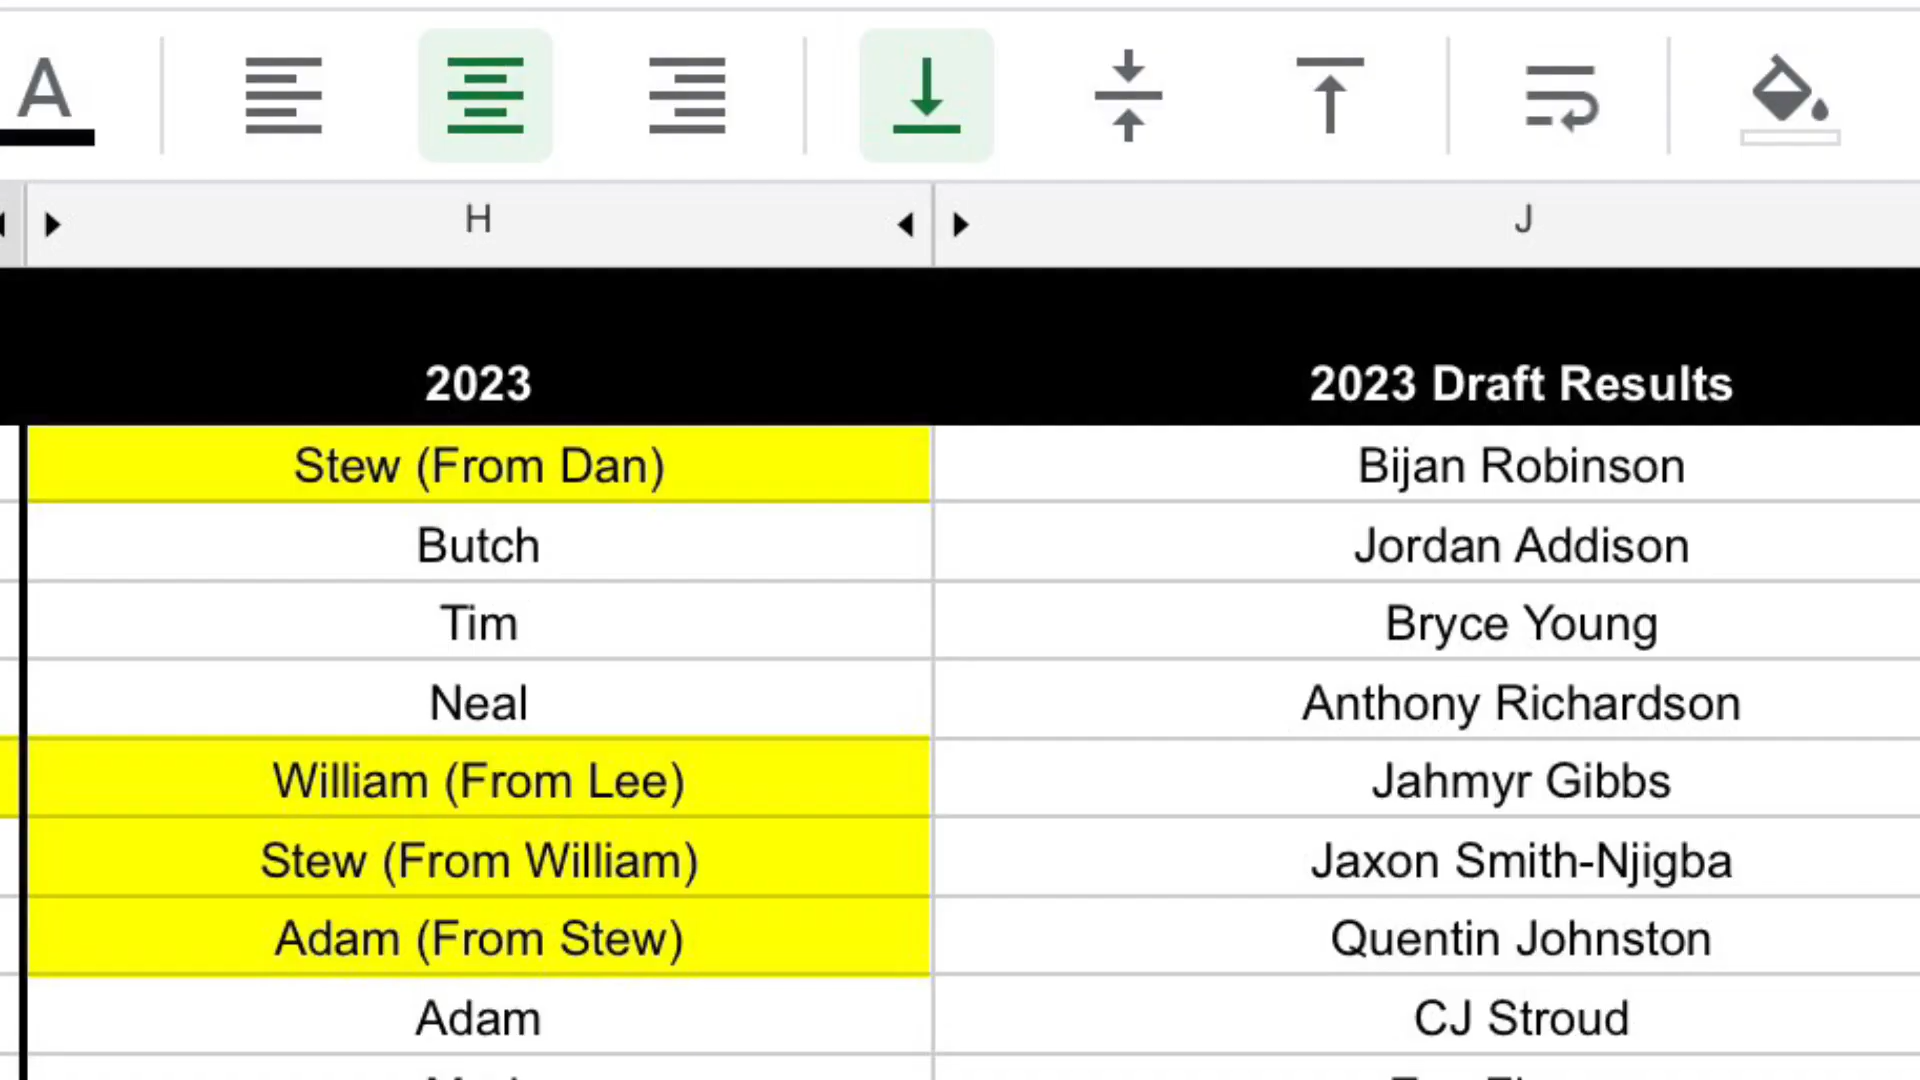 A
H J
2023 2023 Draft Results
Stew (From Dan) Bijan Robinson
Butch Jordan Addison
Tim Bryce Young
Neal Anthony Richardson
William (From Lee) Jahmyr Gibbs
Stew (From William) Jaxon Smith-Njigba
Adam (From Stew) Quentin Johnston
Adam CJ Stroud